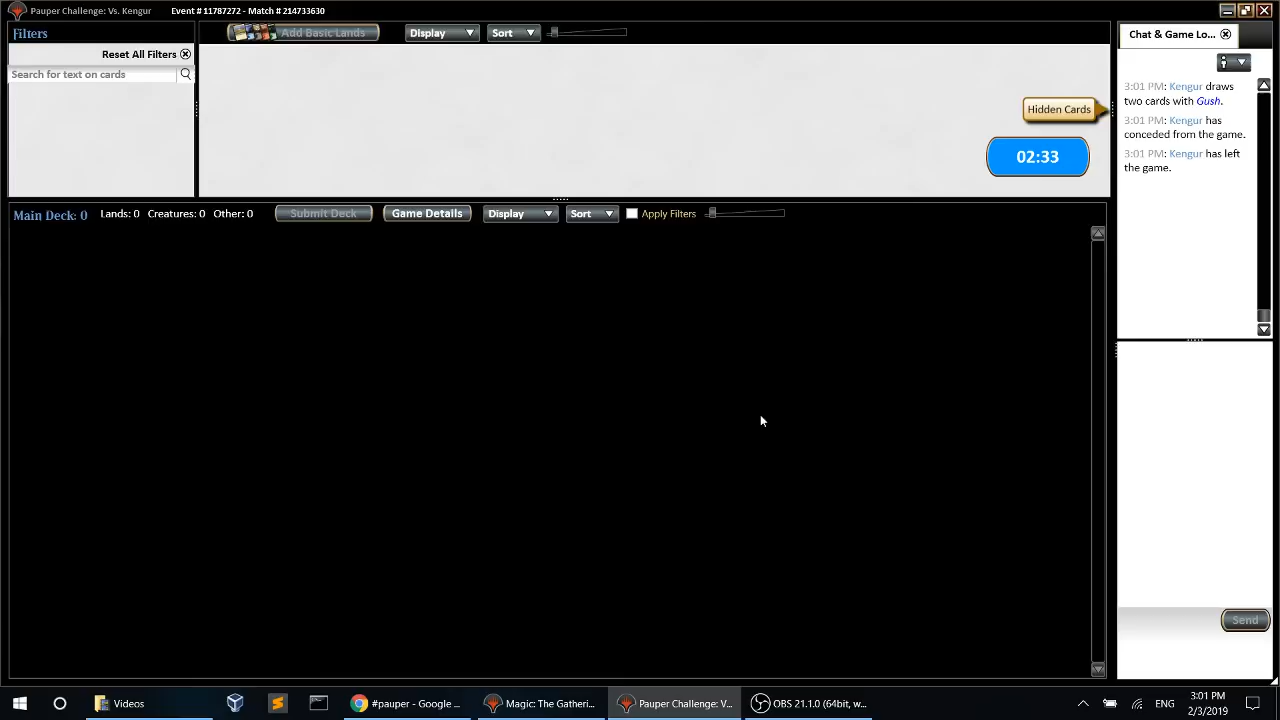 Pauper Challenge: Vs. Kengur
Event # 11787272 - Match # 214733630
Filters
Reset All Filters
Search for text on cards
Add Basic Lands
Display
Sort
Hidden Cards
02:33
Chat & Game Lo...
3:01 PM: Kengur draws
two cards with Gush.
3:01 PM: Kengur has
conceded from the game.
3:01 PM: Kengur has left
the game.
Main Deck: 0
Lands: 0 Creatures: 0 Other: 0
Submit Deck
Game Details
Display
Sort
Apply Filters
Send
Videos
#pauper - Google ...
Magic: The Gatheri...
Pauper Challenge: V...
OBS 21.1.0 (64bit, w...
ENG
3:01 PM
2/3/2019